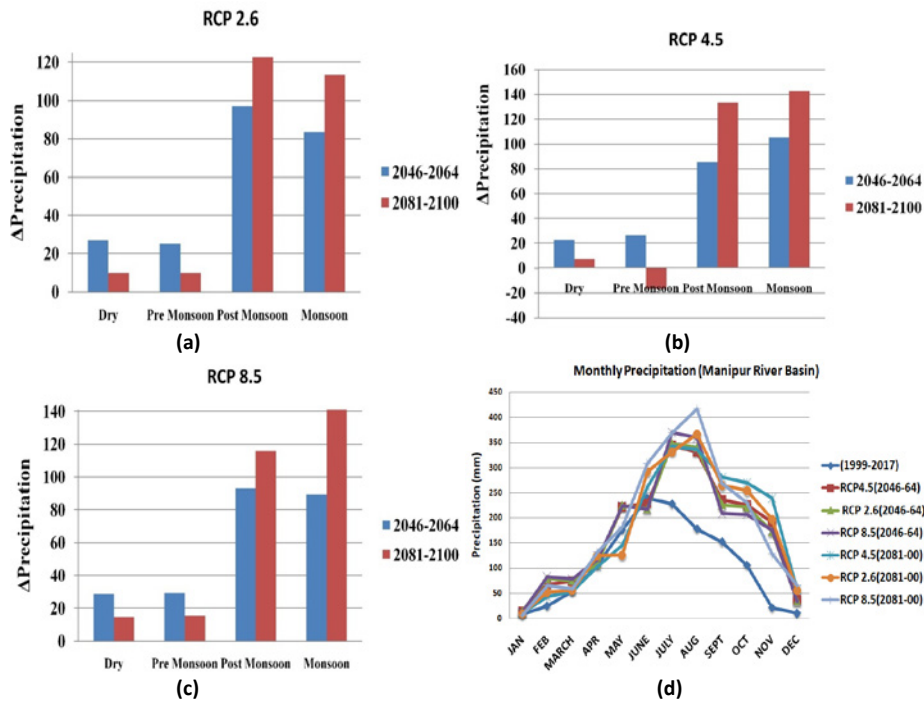 RCP 2.6
120
100
80
60
40
20
0
ΔPrecipitation
Dry Pre Monsoon Post Monsoon Monsoon
2046-2064
2081-2100
(a)
RCP 4.5
160
140
120
100
80
60
40
20
0
-20
-40
ΔPrecipitation
Dry Pre Monsoon Post Monsoon Monsoon
2046-2064
2081-2100
(b)
RCP 8.5
140
120
100
80
60
40
20
0
ΔPrecipitation
Dry Pre Monsoon Post Monsoon Monsoon
2046-2064
2081-2100
(c)
Monthly Precipitation (Manipur River Basin)
450
400
350
300
250
200
150
100
50
0
Precipitation (mm)
JAN FEB MARCH APR MAY JUNE JULY AUG SEPT OCT NOV DEC
(1999-2017)
RCP4.5(2046-64)
RCP 2.6(2046-64)
RCP 8.5(2046-64)
RCP 4.5(2081-00)
RCP 2.6(2081-00)
RCP 8.5(2081-00)
(d)